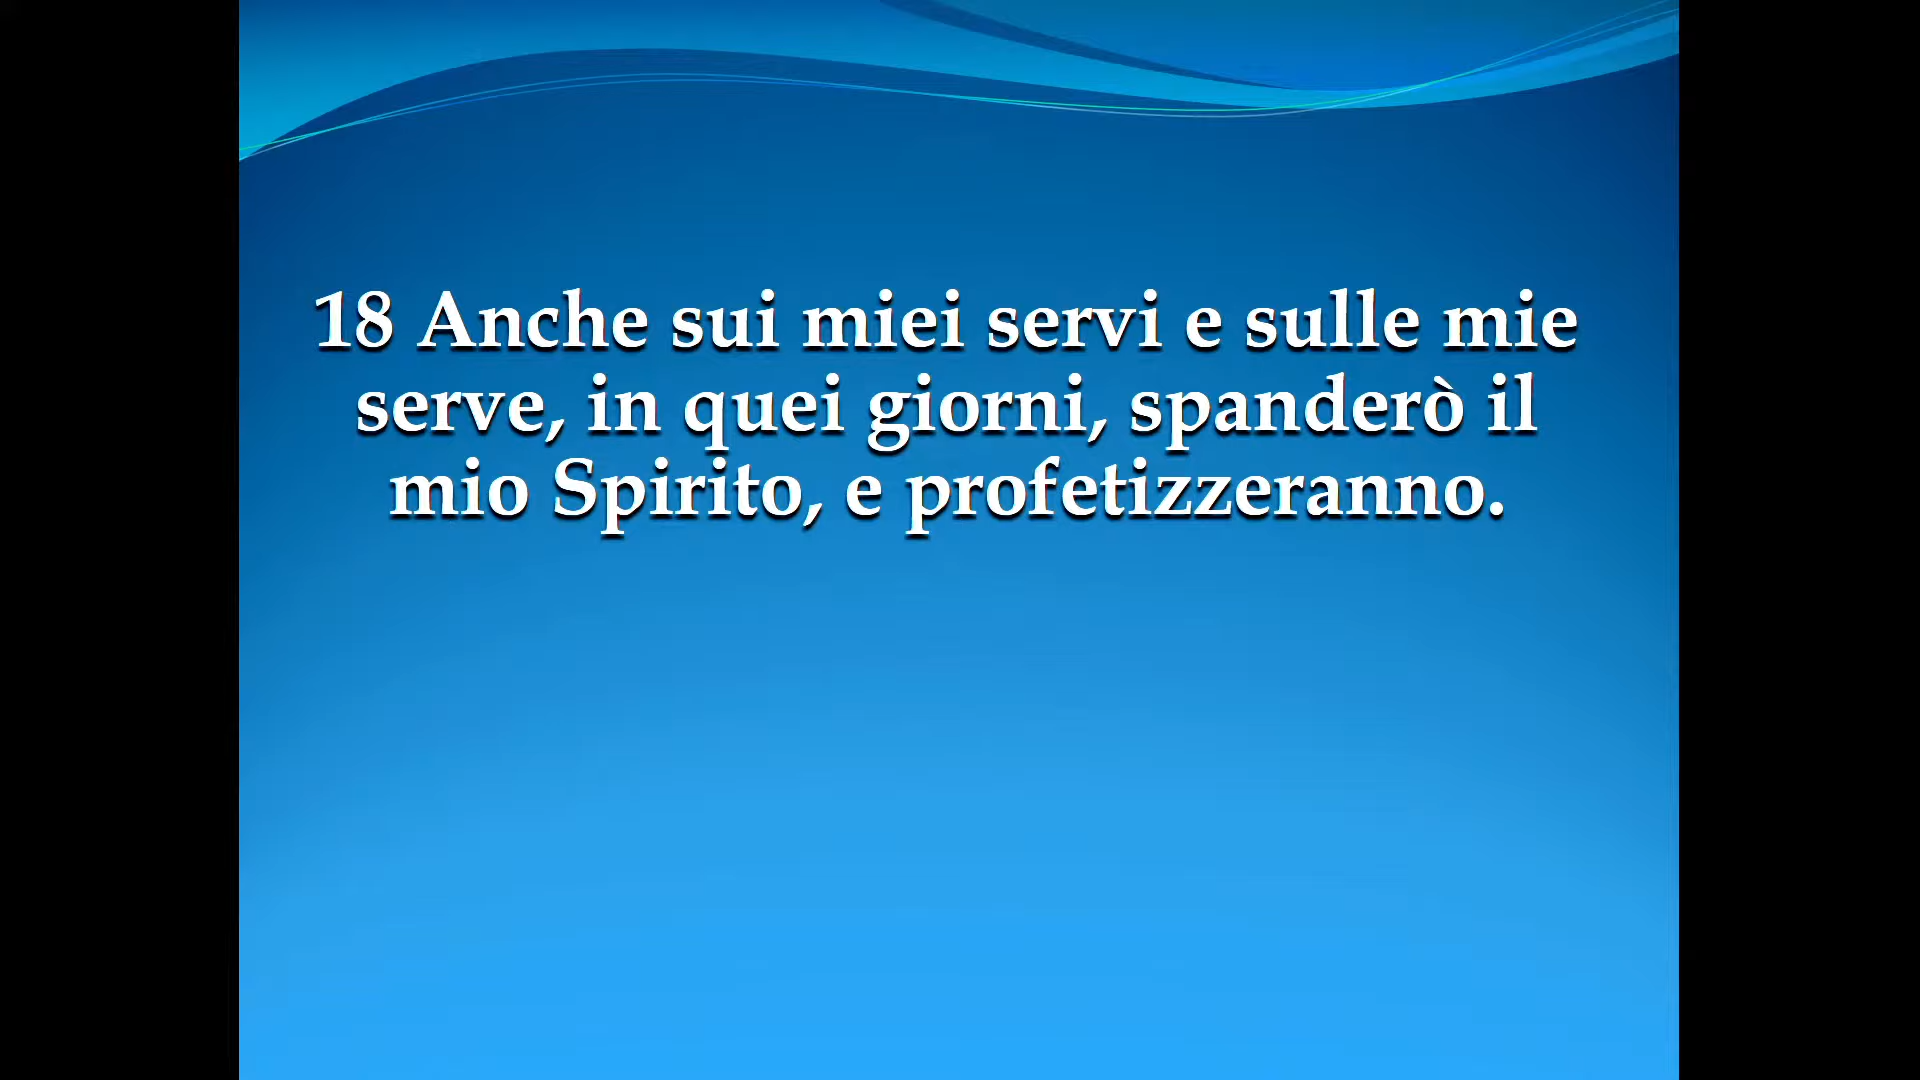 18 Anche sui miei servi e sulle mie
serve, in quei giorni, spanderò il
mio Spirito, e profetizzeranno.